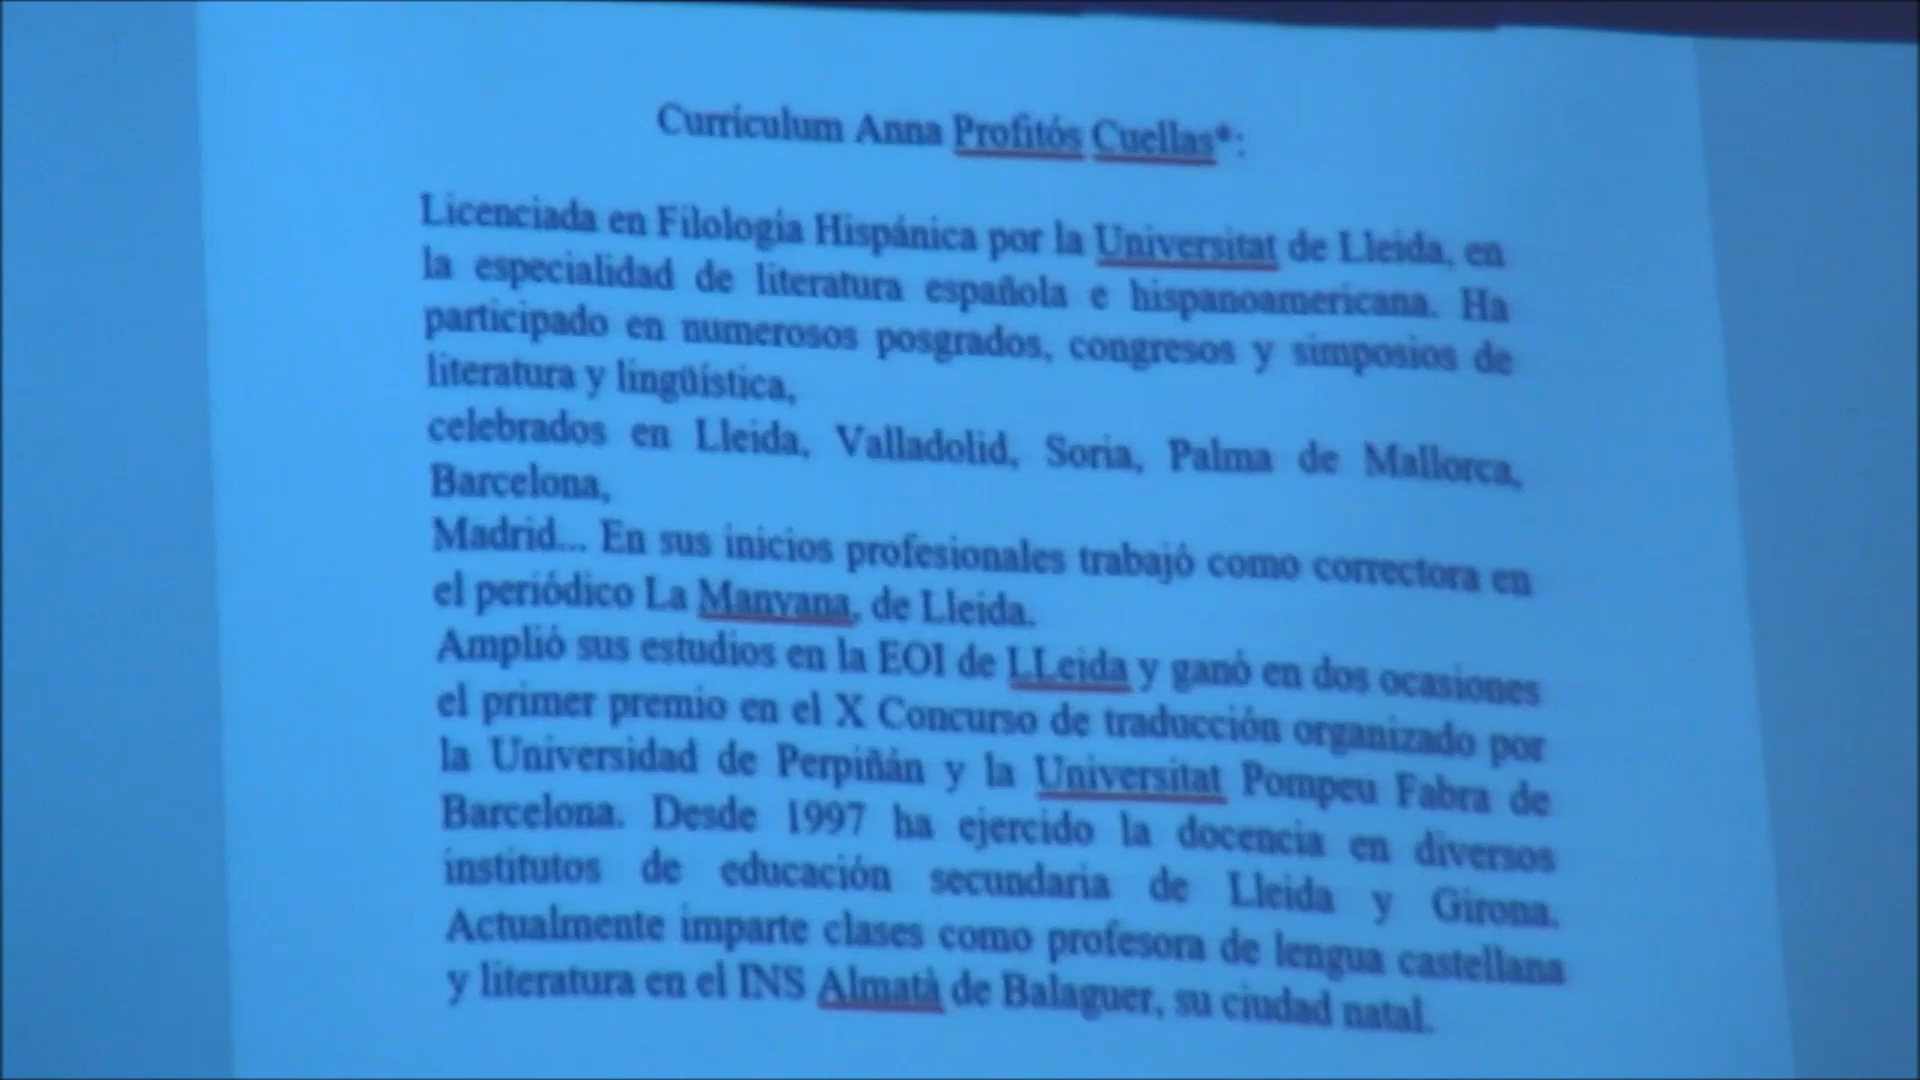 Currículum Anna Profitós Cuellas*:
Licenciada en Filología Hispánica por la Universitat de Lleida, en
la especialidad de literatura española e hispanoamericana. Ha
participado en numerosos posgrados, congresos y simposios de
literatura y lingüística,
celebrados en Lleida, Valladolid, Soria, Palma de Mallorca,
Barcelona,
Madrid... En sus inicios profesionales trabajó como correctora en
el periódico La Manyana, de Lleida.
Amplió sus estudios en la EOI de LLeida y ganó en dos ocasiones
el primer premio en el X Concurso de traducción organizado por
la Universidad de Perpiñán y la Universitat Pompeu Fabra de
Barcelona. Desde 1997 ha ejercido la docencia en diversos
institutos de educación secundaria de Lleida y Girona.
Actualmente imparte clases como profesora de lengua castellana
y literatura en el INS Almatà de Balaguer, su ciudad natal.